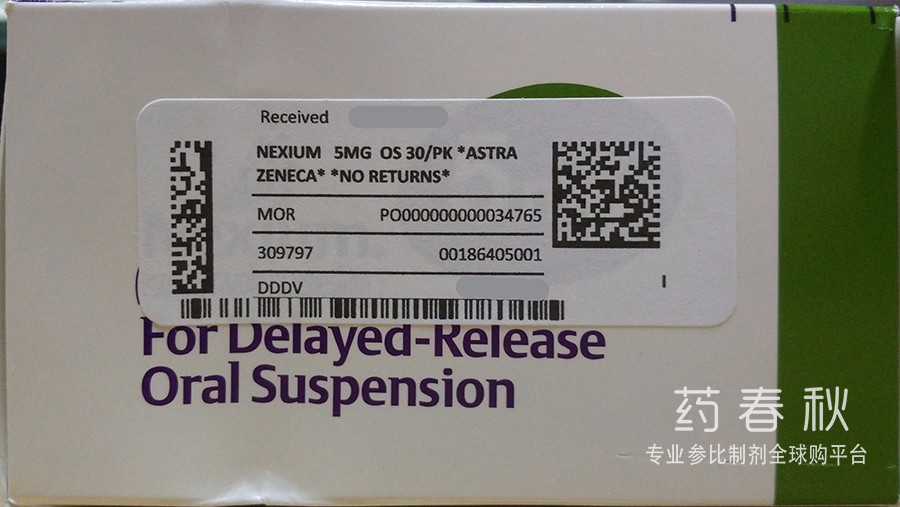 Received
NEXIUM 5MG OS 30/PK *ASTRA
ZENECA* *NO RETURNS*
MOR PO000000000034765
309797 00186405001
DDDV
For Delayed-Release
Oral Suspension
药春秋
专业参比制剂全球购平台